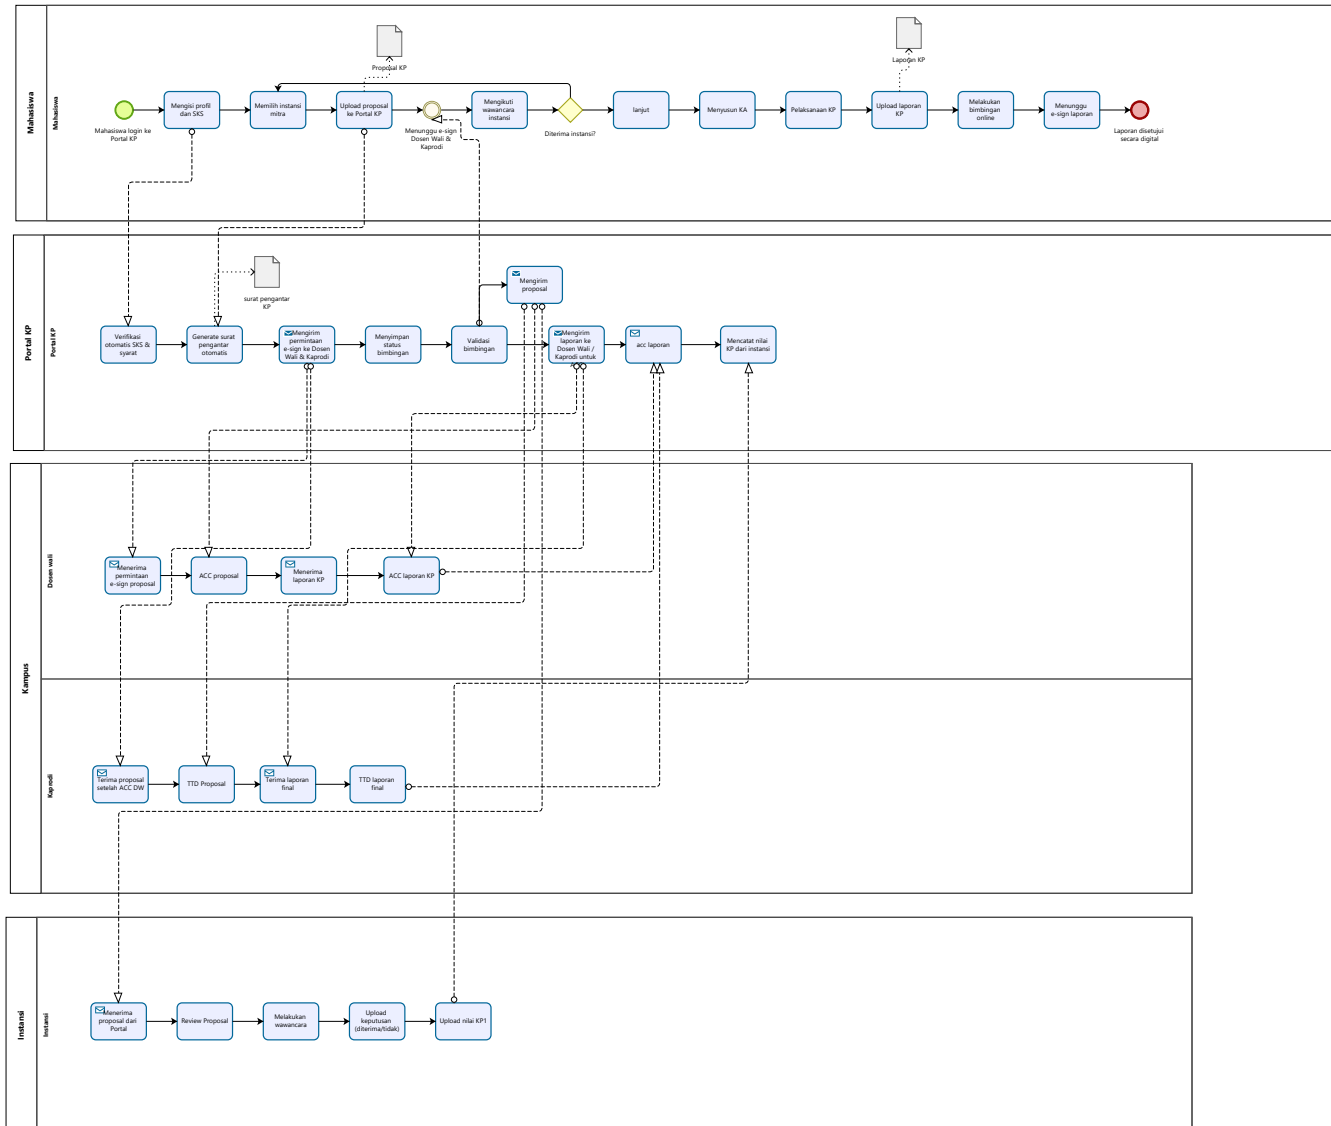 Mahasiswa
Mahasiswa
Proposal KP
Laporan KP
Mahasiswa login ke
Portal KP
Mengisi profil
dan SKS
Memilih instansi
mitra
Upload proposal
ke Portal KP
Menunggu e-sign
Dosen Wali &
Kaprodi
Mengikuti
wawancara
instansi
Diterima instansi?
lanjut
Menyusun KA
Pelaksanaan KP
Upload laporan
KP
Melakukan
bimbingan
online
Menunggu
e-sign laporan
Laporan disetujui
secara digital
Portal KP
Portal KP
surat pengantar
KP
Mengirim
proposal
Verifikasi
otomatis SKS &
syarat
Generate surat
pengantar
otomatis
Mengirim
permintaan
e-sign ke Dosen
Wali & Kaprodi
Menyimpan
status
bimbingan
Validasi
bimbingan
Mengirim
laporan ke
Dosen Wali /
Kaprodi untuk
acc laporan
Mencatat nilai
KP dari instansi
Kampus
Dosen wali
Menerima
permintaan
e-sign proposal
ACC proposal
Menerima
laporan KP
ACC laporan KP
Kaprodi
Terima proposal
setelah ACC DW
TTD Proposal
Terima laporan
final
TTD laporan
final
Instansi
Instansi
Menerima
proposal dari
Portal
Review Proposal
Melakukan
wawancara
Upload
keputusan
(diterima/tidak)
Upload nilai KP1